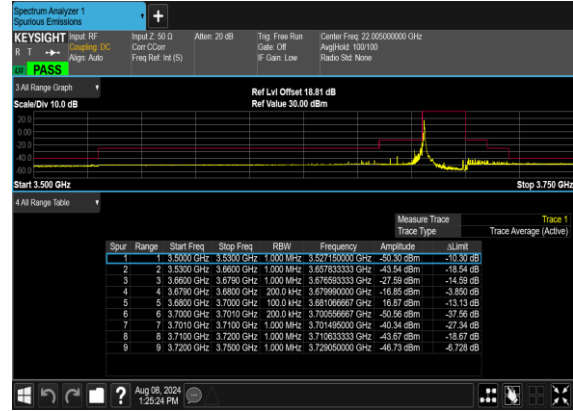 Spectrum Analyzer 1
Spurious Emissions
+
KEYSIGHT Input: RF Input Z: 50 Ω Atten: 20 dB Trig: Free Run Center Freq: 22.005000000 GHz
R T Coupling: DC Corr CCorr Gate: Off Avg|Hold: 100/100
Align: Auto Freq Ref: Int (S) IF Gain: Low Radio Std: None
LW PASS
3 All Range Graph Ref Lvl Offset 18.81 dB
Scale/Div 10.0 dB Ref Value 30.00 dBm
20.0
0.00
-20.0
-40.0
-60.0
Start 3.500 GHz Stop 3.750 GHz
4 All Range Table
Measure Trace Trace 1
Trace Type Trace Average (Active)
Spur Range Start Freq Stop Freq RBW Frequency Amplitude ΔLimit
1 1 3.5000 GHz 3.5300 GHz 1.000 MHz 3.527150000 GHz -50.30 dBm -10.30 dB
2 2 3.5300 GHz 3.6600 GHz 1.000 MHz 3.657833333 GHz -43.54 dBm -18.54 dB
3 3 3.6600 GHz 3.6790 GHz 1.000 MHz 3.676593333 GHz -27.59 dBm -14.59 dB
4 4 3.6790 GHz 3.6800 GHz 200.0 kHz 3.679990000 GHz -16.85 dBm -3.850 dB
5 5 3.6800 GHz 3.7000 GHz 100.0 kHz 3.681066667 GHz 16.87 dBm -13.13 dB
6 6 3.7000 GHz 3.7010 GHz 200.0 kHz 3.700556667 GHz -50.56 dBm -37.56 dB
7 7 3.7010 GHz 3.7100 GHz 1.000 MHz 3.701495000 GHz -40.34 dBm -27.34 dB
8 8 3.7100 GHz 3.7200 GHz 1.000 MHz 3.710633333 GHz -43.67 dBm -18.67 dB
9 9 3.7200 GHz 3.7500 GHz 1.000 MHz 3.729050000 GHz -46.73 dBm -6.728 dB
? Aug 08, 2024
1:25:24 PM